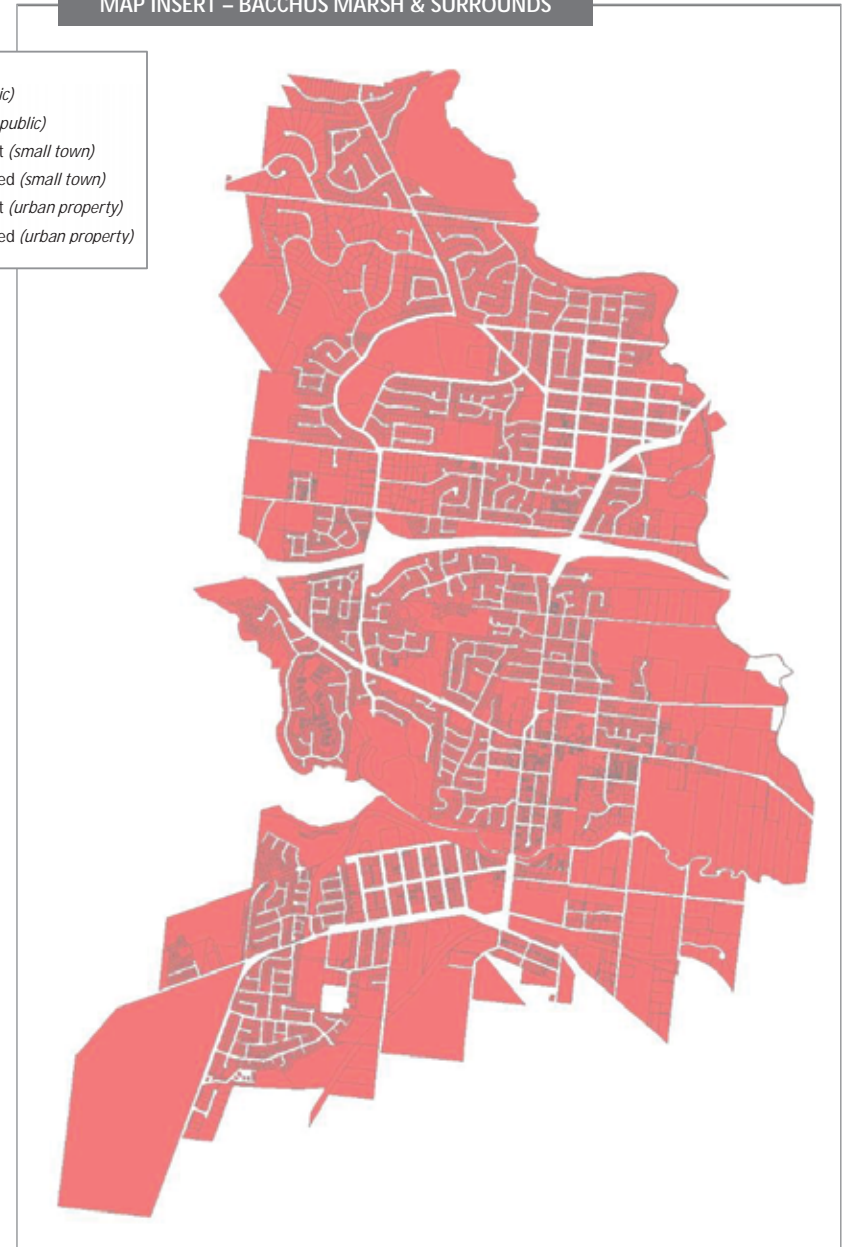 MAP INSERT – BACCHUS MARSH & SURROUNDS
ic)
public)
t (small town)
ed (small town)
t (urban property)
ed (urban property)